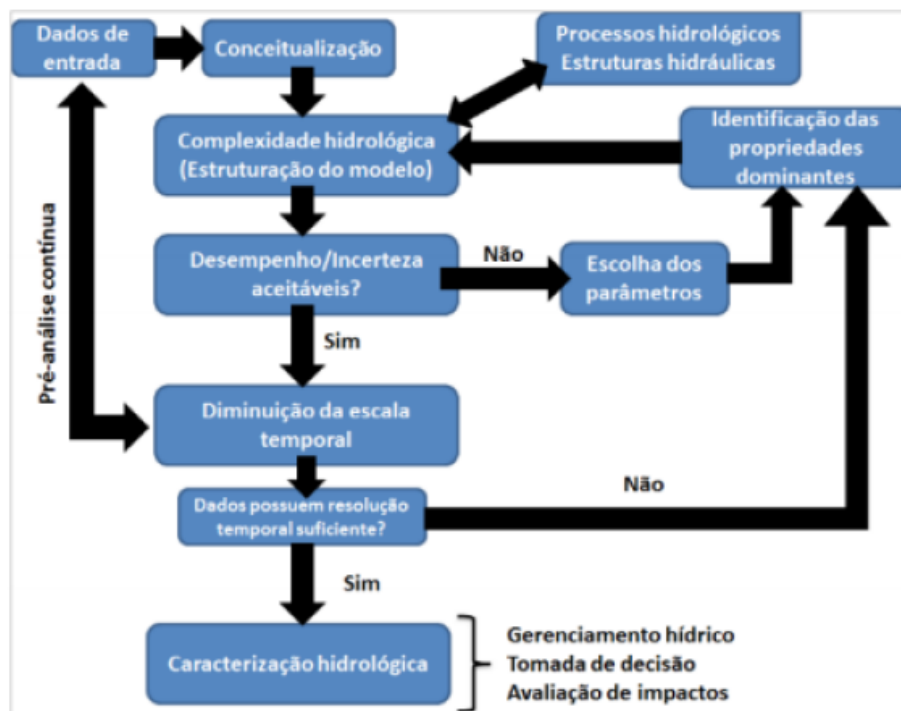 Dados de
entrada
Conceitualização
Processos hidrológicos
Estruturas hidráulicas
Complexidade hidrológica
(Estruturação do modelo)
Identificação das
propriedades
dominantes
Desempenho/Incerteza
aceitáveis?
Não
Escolha dos
parâmetros
Pré-análise contínua
Sim
Diminuição da escala
temporal
Dados possuem resolução
temporal suficiente?
Não
Sim
Caracterização hidrológica
Gerenciamento hídrico
Tomada de decisão
Avaliação de impactos